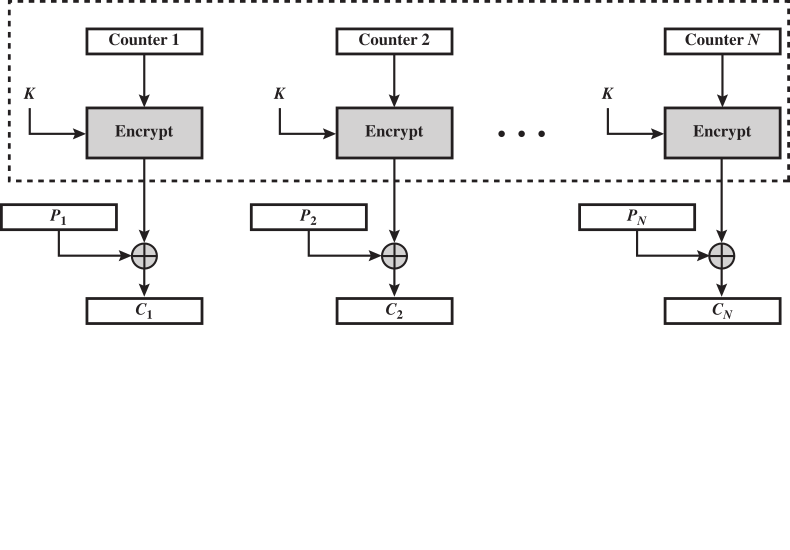 Counter 1 Counter 2 Counter N
K K K
Encrypt Encrypt • • • Encrypt
P1 P2 PN
C1 C2 CN